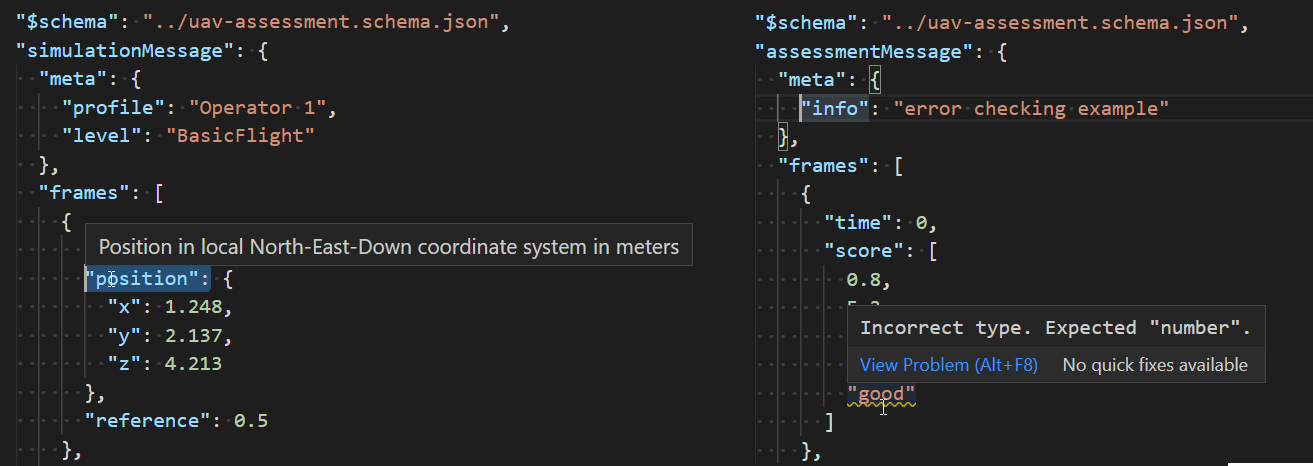 "$schema": "../uav-assessment.schema.json",
"simulationMessage": {
"meta": {
"profile": "Operator 1",
"level": "BasicFlight"
},
"frames": [
{
Position in local North-East-Down coordinate system in meters
"position": {
"x": 1.248,
"y": 2.137,
"z": 4.213
},
"reference": 0.5
},
"$schema": "../uav-assessment.schema.json",
"assessmentMessage": {
"meta": {
"info": "error checking example"
},
"frames": [
{
"time": 0,
"score": [
0.8,
Incorrect type. Expected "number".
View Problem (Alt+F8) No quick fixes available
"good"
]
},